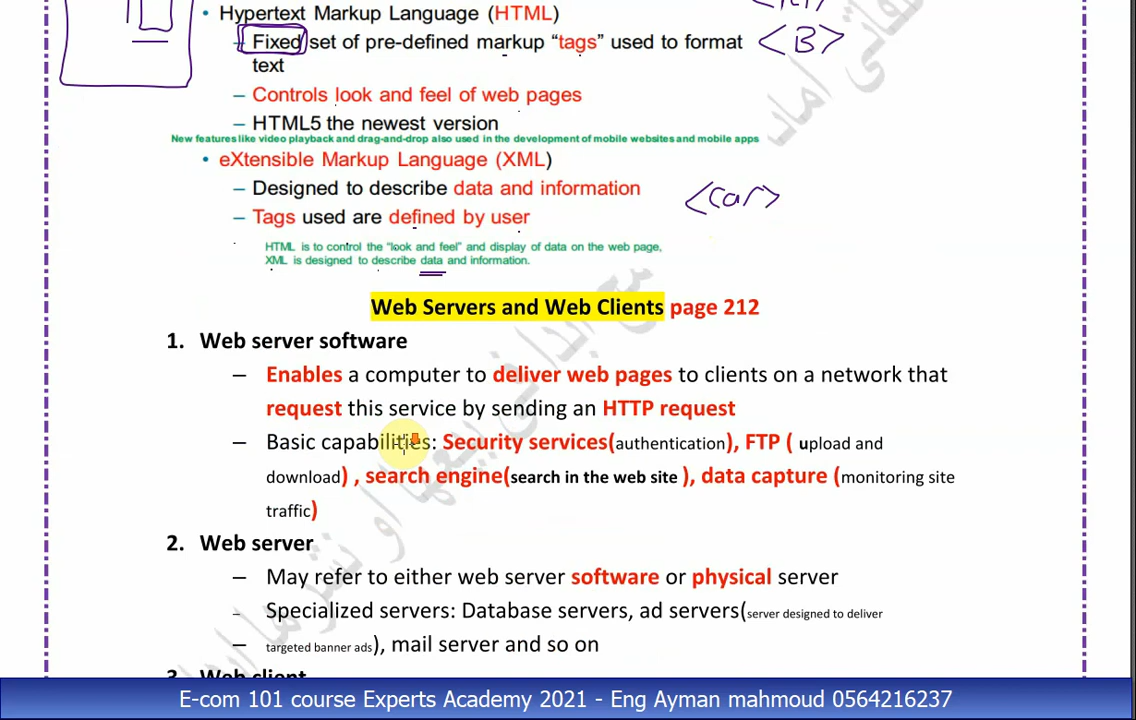 • Hypertext Markup Language (HTML)
– Fixed set of pre-defined markup “tags” used to format <B>
text
– Controls look and feel of web pages
– HTML5 the newest version
New features like video playback and drag-and-drop also used in the development of mobile websites and mobile apps
• eXtensible Markup Language (XML)
– Designed to describe data and information <Car>
– Tags used are defined by user
HTML is to control the “look and feel” and display of data on the web page,
XML is designed to describe data and information.
Web Servers and Web Clients page 212
1. Web server software
– Enables a computer to deliver web pages to clients on a network that
request this service by sending an HTTP request
– Basic capabilities: Security services(authentication), FTP ( upload and
download) , search engine(search in the web site ), data capture (monitoring site
traffic)
2. Web server
– May refer to either web server software or physical server
– Specialized servers: Database servers, ad servers(server designed to deliver
– targeted banner ads), mail server and so on
3. Web client
E-com 101 course Experts Academy 2021 - Eng Ayman mahmoud 0564216237